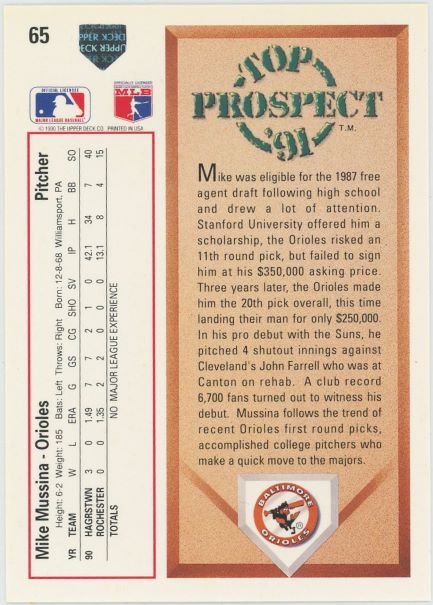 65
UPPER DECK
OFFICIAL LICENSEE
MAJOR LEAGUE BASEBALL
OFFICIALLY LICENSED
MLB
© 1990 THE UPPER DECK CO. PRINTED IN USA
Mike Mussina - Orioles Pitcher
Height: 6-2 Weight: 185 Bats: Left Throws: Right Born: 12-8-68 Williamsport, PA
YR TEAM W L ERA G GS CG SHO SV IP H BB SO
90 HAGRSTWN 3 0 1.49 7 7 2 1 0 42.1 34 7 40
ROCHESTER 0 0 1.35 2 2 0 0 0 13.1 8 4 15
TOTALS NO MAJOR LEAGUE EXPERIENCE
TOP
PROSPECT
'91 T.M.
Mike was eligible for the 1987 free
agent draft following high school
and drew a lot of attention.
Stanford University offered him a
scholarship, the Orioles risked an
11th round pick, but failed to sign
him at his $350,000 asking price.
Three years later, the Orioles made
him the 20th pick overall, this time
landing their man for only $250,000.
In his pro debut with the Suns, he
pitched 4 shutout innings against
Cleveland's John Farrell who was at
Canton on rehab. A club record
6,700 fans turned out to witness his
debut. Mussina follows the trend of
recent Orioles first round picks,
accomplished college pitchers who
make a quick move to the majors.
BALTIMORE
ORIOLES
®